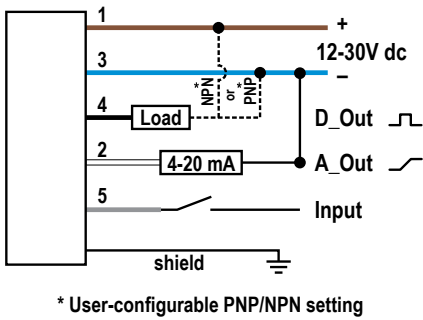 1
+
12-30V dc
3
–
* NPN
or
* PNP
4
Load
D_Out
2
4-20 mA
A_Out
5
Input
shield
* User-configurable PNP/NPN setting